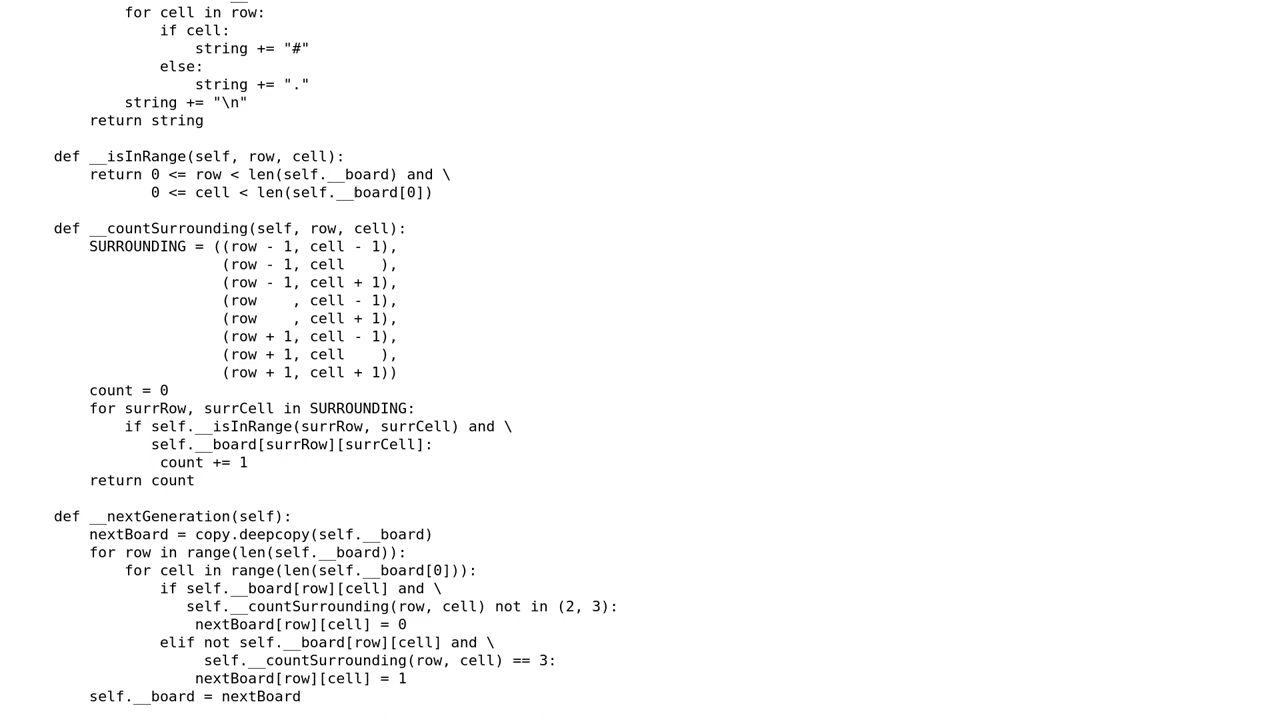 for cell in row:
                if cell:
                    string += "#"
                else:
                    string += "."
            string += "\n"
        return string

    def __isInRange(self, row, cell):
        return 0 <= row < len(self.__board) and \
               0 <= cell < len(self.__board[0])

    def __countSurrounding(self, row, cell):
        SURROUNDING = ((row - 1, cell - 1),
                       (row - 1, cell    ),
                       (row - 1, cell + 1),
                       (row    , cell - 1),
                       (row    , cell + 1),
                       (row + 1, cell - 1),
                       (row + 1, cell    ),
                       (row + 1, cell + 1))
        count = 0
        for surrRow, surrCell in SURROUNDING:
            if self.__isInRange(surrRow, surrCell) and \
               self.__board[surrRow][surrCell]:
                count += 1
        return count

    def __nextGeneration(self):
        nextBoard = copy.deepcopy(self.__board)
        for row in range(len(self.__board)):
            for cell in range(len(self.__board[0])):
                if self.__board[row][cell] and \
                   self.__countSurrounding(row, cell) not in (2, 3):
                    nextBoard[row][cell] = 0
                elif not self.__board[row][cell] and \
                     self.__countSurrounding(row, cell) == 3:
                    nextBoard[row][cell] = 1
        self.__board = nextBoard